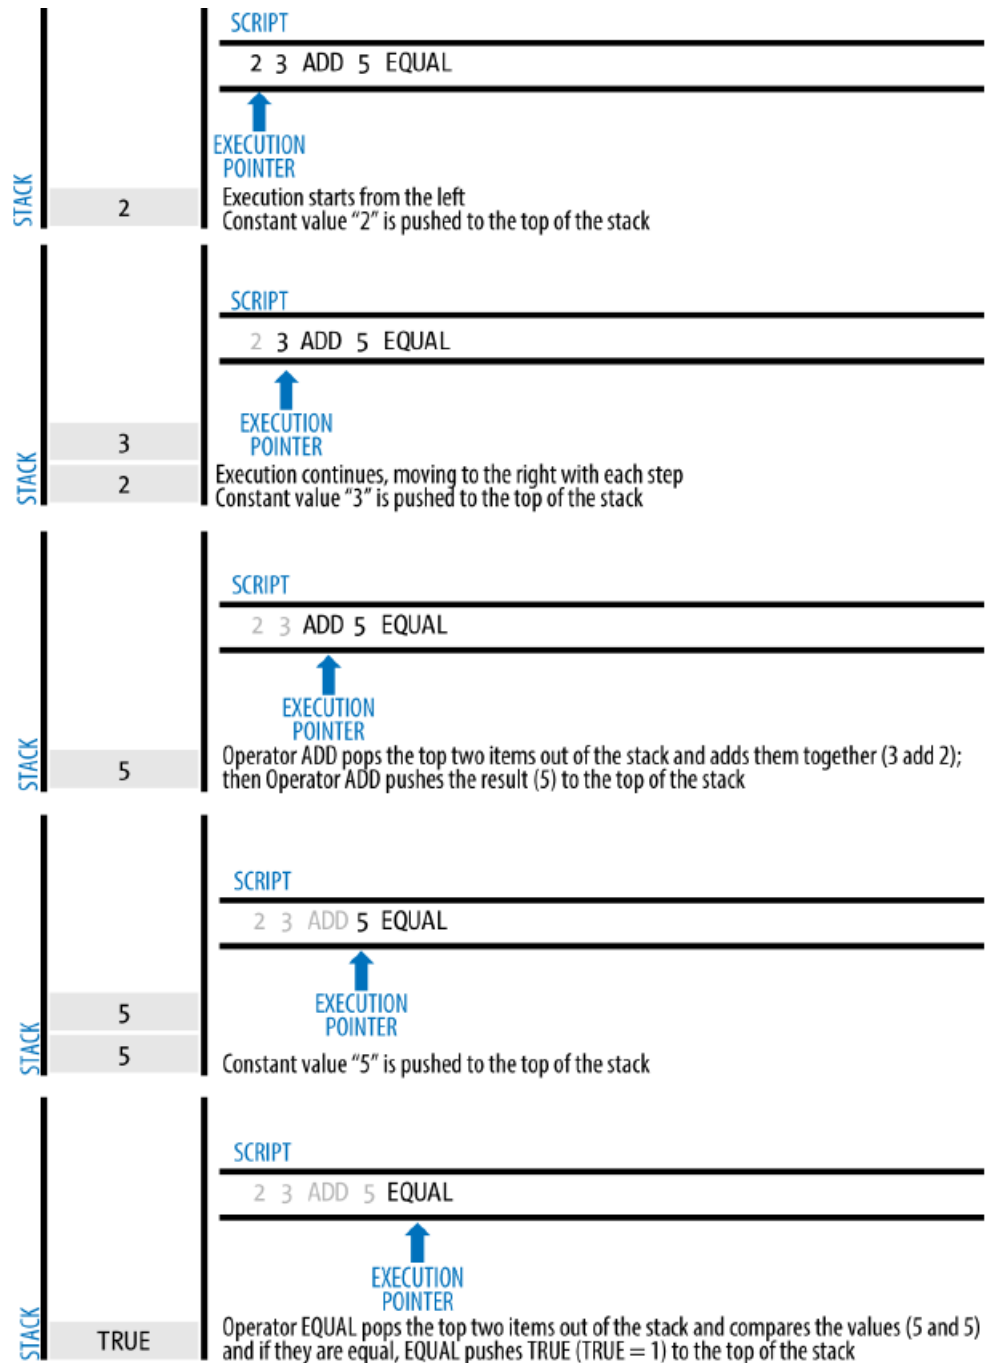 SCRIPT
2 3 ADD 5 EQUAL
EXECUTION
POINTER
STACK
2
Execution starts from the left
Constant value “2” is pushed to the top of the stack
SCRIPT
2 3 ADD 5 EQUAL
EXECUTION
POINTER
3
STACK
2
Execution continues, moving to the right with each step
Constant value “3” is pushed to the top of the stack
SCRIPT
2 3 ADD 5 EQUAL
EXECUTION
POINTER
STACK
5
Operator ADD pops the top two items out of the stack and adds them together (3 add 2);
then Operator ADD pushes the result (5) to the top of the stack
SCRIPT
2 3 ADD 5 EQUAL
EXECUTION
POINTER
5
STACK
5
Constant value “5” is pushed to the top of the stack
SCRIPT
2 3 ADD 5 EQUAL
EXECUTION
POINTER
STACK
TRUE
Operator EQUAL pops the top two items out of the stack and compares the values (5 and 5)
and if they are equal, EQUAL pushes TRUE (TRUE = 1) to the top of the stack